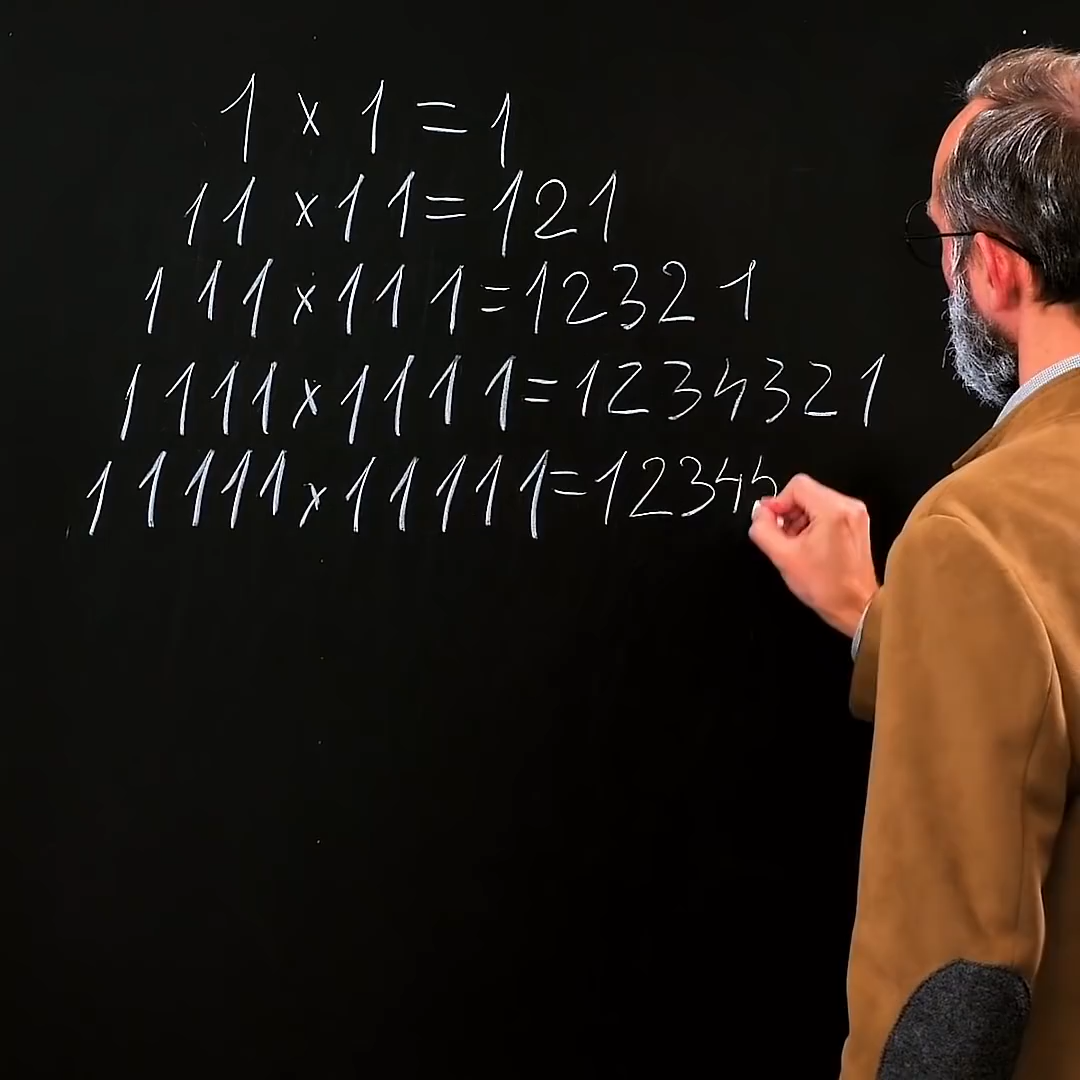 1 × 1 = 1
11 × 11 = 121
111 × 111 = 12321
1111 × 1111 = 1234321
11111 × 11111 = 1234